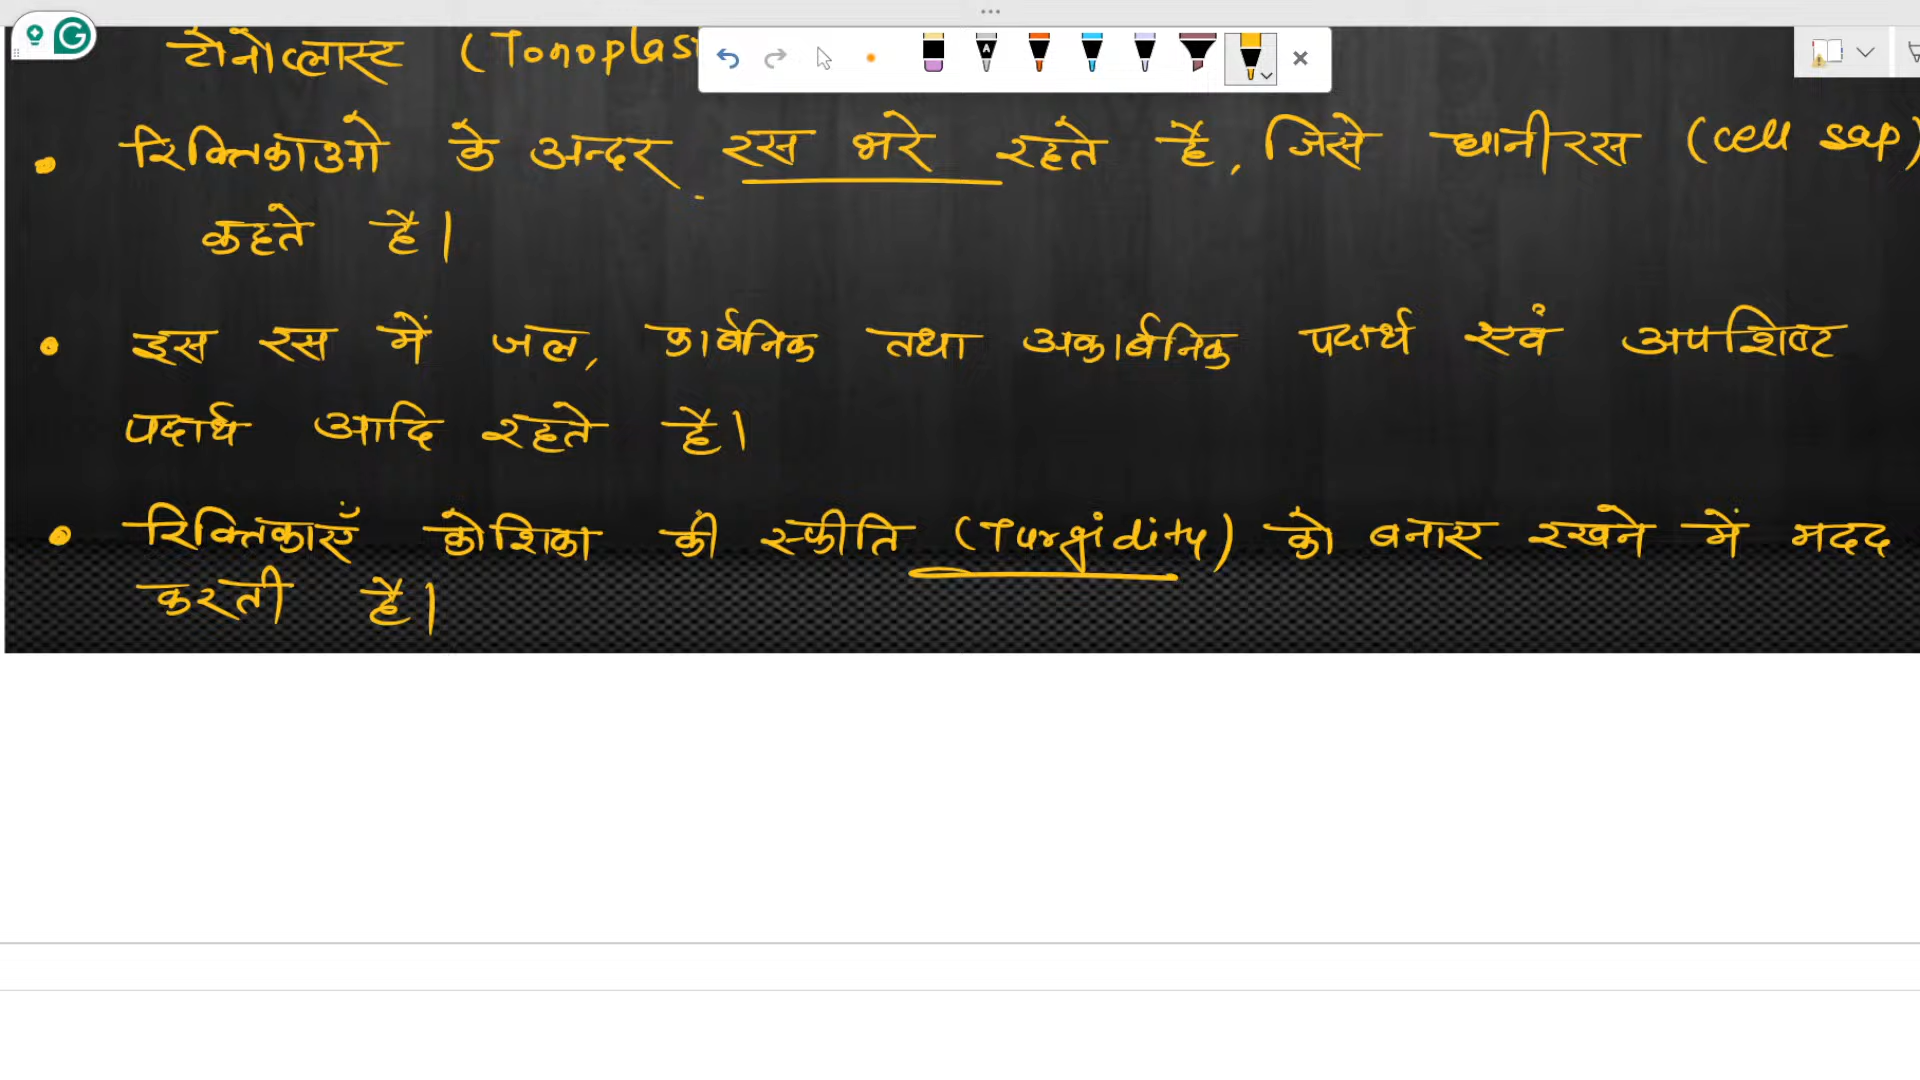 टोनोप्लास्ट (Tonoplas
रिक्तिकाओ के अन्दर रस भरे रहते है, जिसे धानीरस (cell sap)
कहते है।
इस रस में जल, कार्बनिक तथा अकार्बनिक पदार्थ एवं अपशिष्ट
पदार्थ आदि रहते है।
रिक्तिकाएँ कोशिका की स्फीति (Turgidity) को बनाए रखने में मदद
करती है।